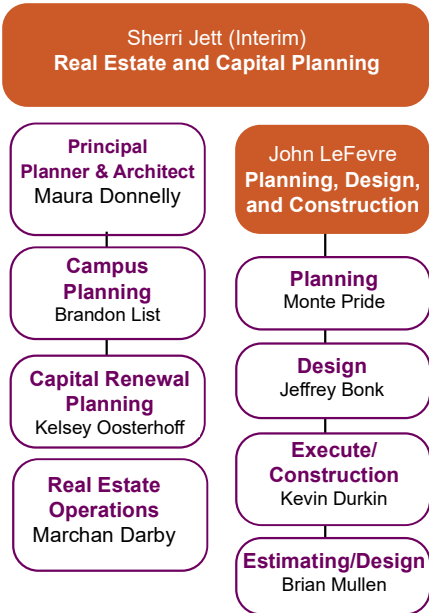 Sherri Jett (Interim)
Real Estate and Capital Planning
Principal
Planner & Architect
Maura Donnelly
Campus
Planning
Brandon List
Capital Renewal
Planning
Kelsey Oosterhoff
Real Estate
Operations
Marchan Darby
John LeFevre
Planning, Design,
and Construction
Planning
Monte Pride
Design
Jeffrey Bonk
Execute/
Construction
Kevin Durkin
Estimating/Design
Brian Mullen